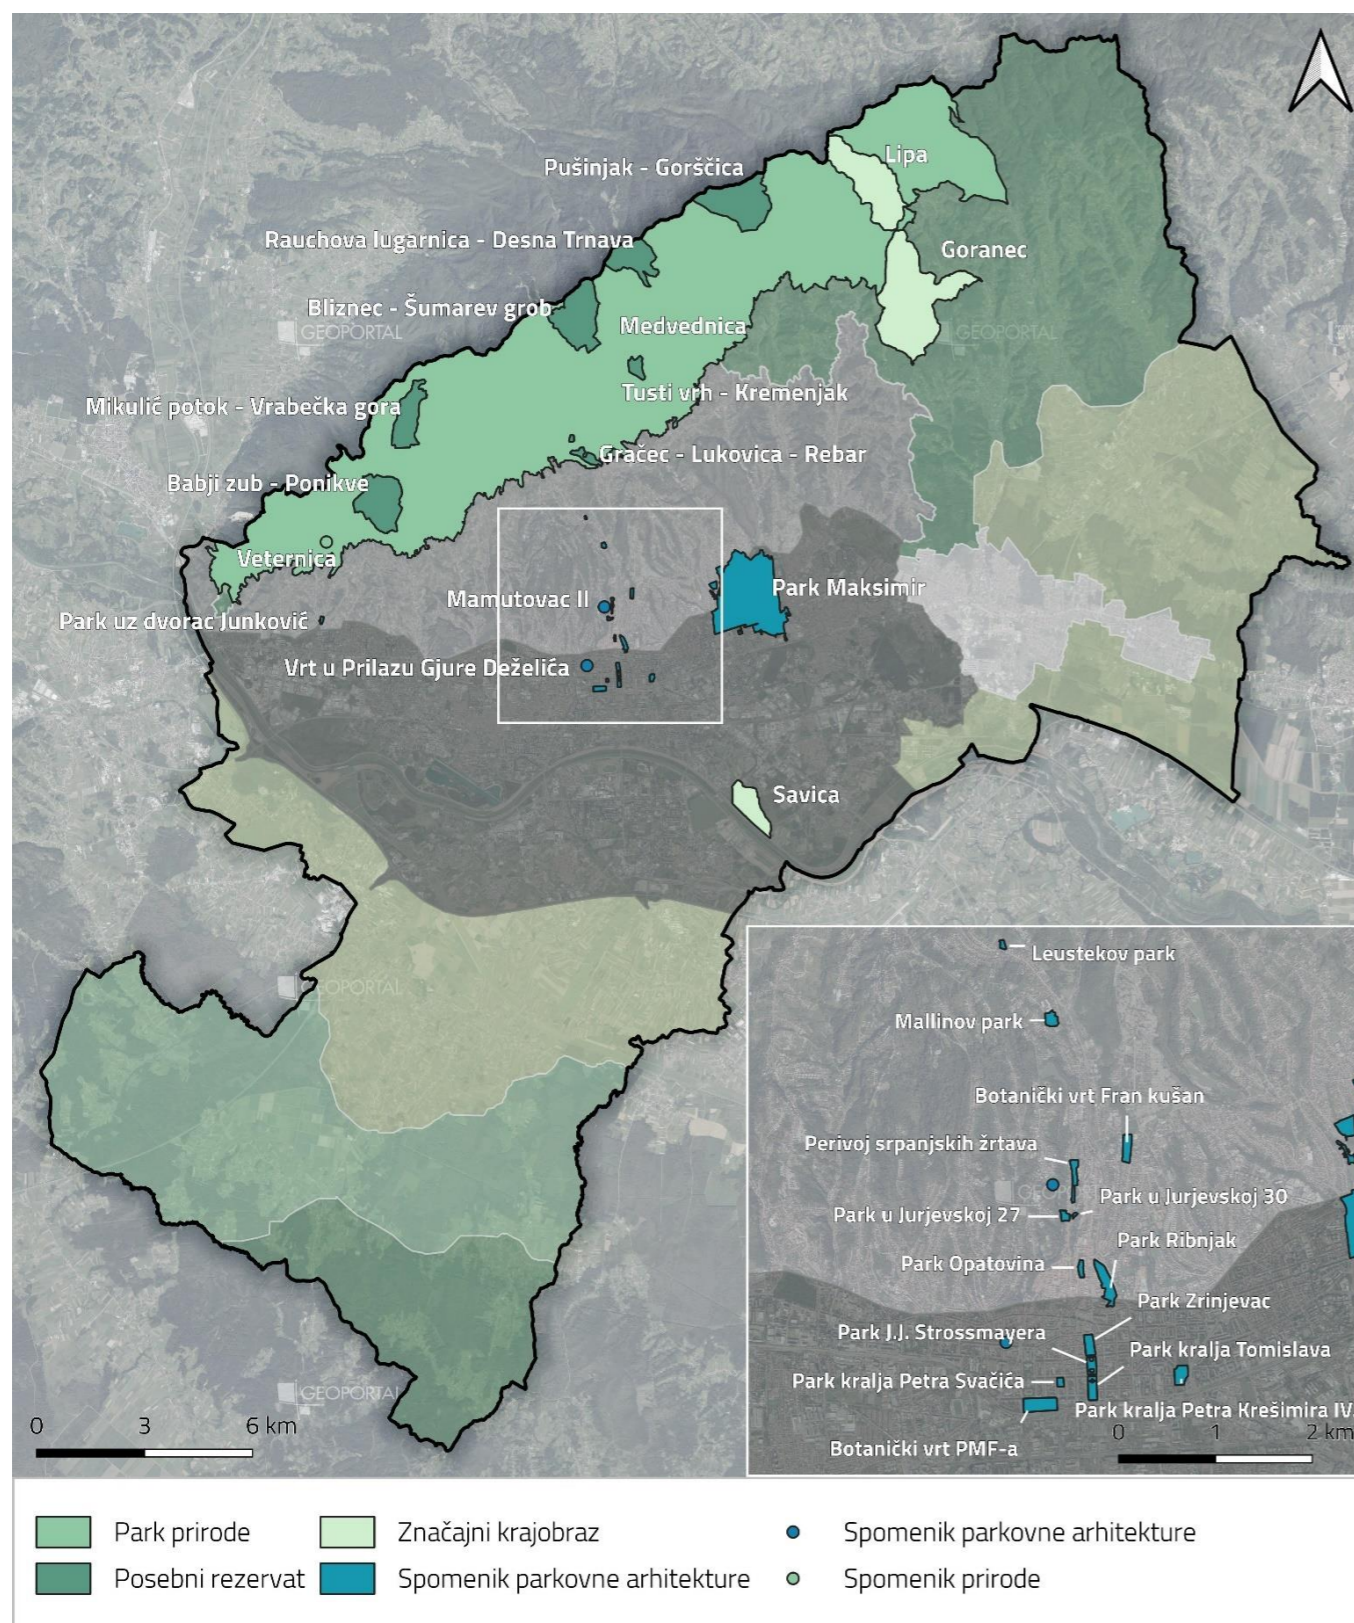 Lipa
Pušinjak - Gorščica
Rauchova lugarnica - Desna Trnava
Goranec
Bliznec - Šumarev grob
Medvednica
GEOPORTAL
GEOPORTAL
Tusti vrh - Kremenjak
Mikulić potok - Vrabečka gora
Gračec - Lukovica - Rebar
Babji zub - Ponikve
Veternica
Park Maksimir
Mamutovac II
Park uz dvorac Junković
Vrt u Prilazu Gjure Deželića
Savica
GEOPORTAL
GEOPORTAL
0 3 6 km
Leustekov park
Mallinov park
Botanički vrt Fran kušan
Perivoj srpanjskih žrtava
Park u Jurjevskoj 30
Park u Jurjevskoj 27
Park Ribnjak
Park Opatovina
Park Zrinjevac
Park J.J. Strossmayera
Park kralja Tomislava
Park kralja Petra Svačića
Park kralja Petra Krešimira IV.
Botanički vrt PMF-a
0 1 2 km
Park prirode
Posebni rezervat
Značajni krajobraz
Spomenik parkovne arhitekture
Spomenik parkovne arhitekture
Spomenik prirode